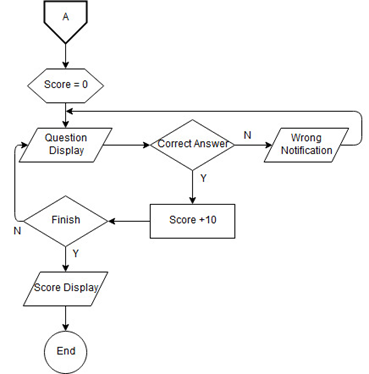 A
Score = 0
Question
Display
Correct Answer
N
Wrong
Notification
Y
Score +10
Finish
N
Y
Score Display
End